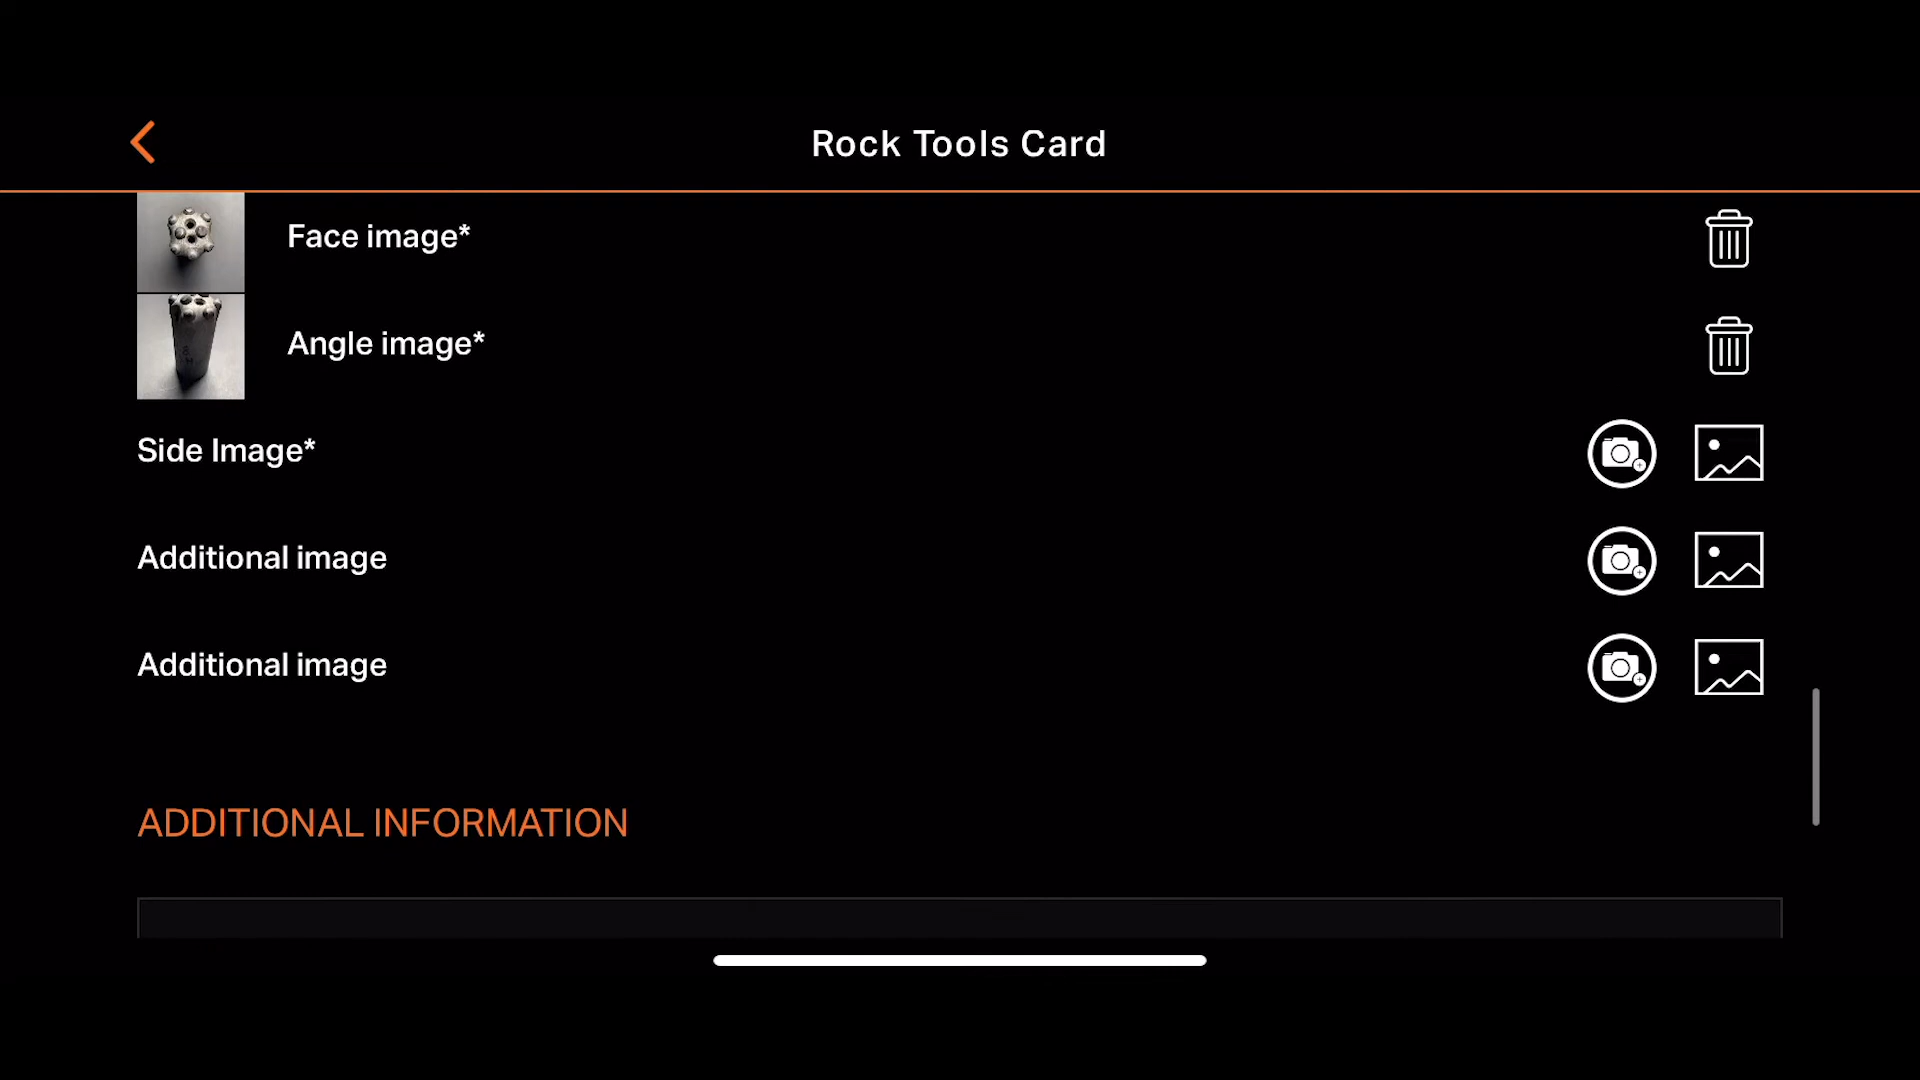 Rock Tools Card
Face image*
Angle image*
Side Image*
Additional image
Additional image
ADDITIONAL INFORMATION